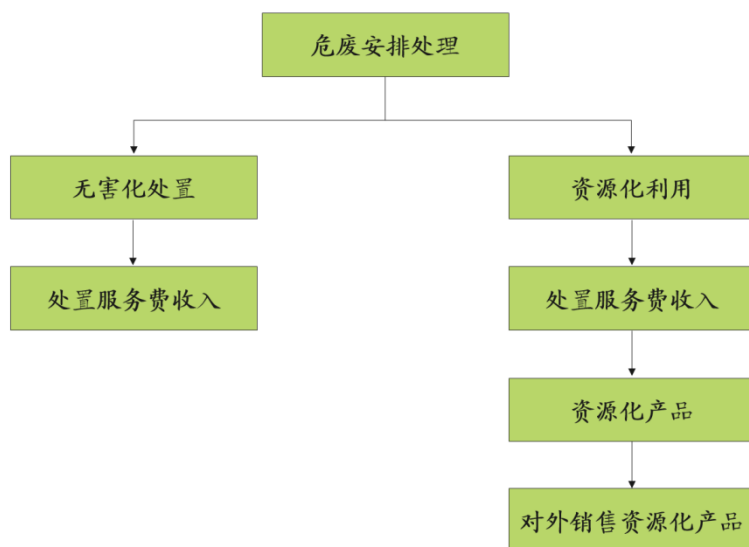 危废安排处理
无害化处置
资源化利用
处置服务费收入
处置服务费收入
资源化产品
对外销售资源化产品